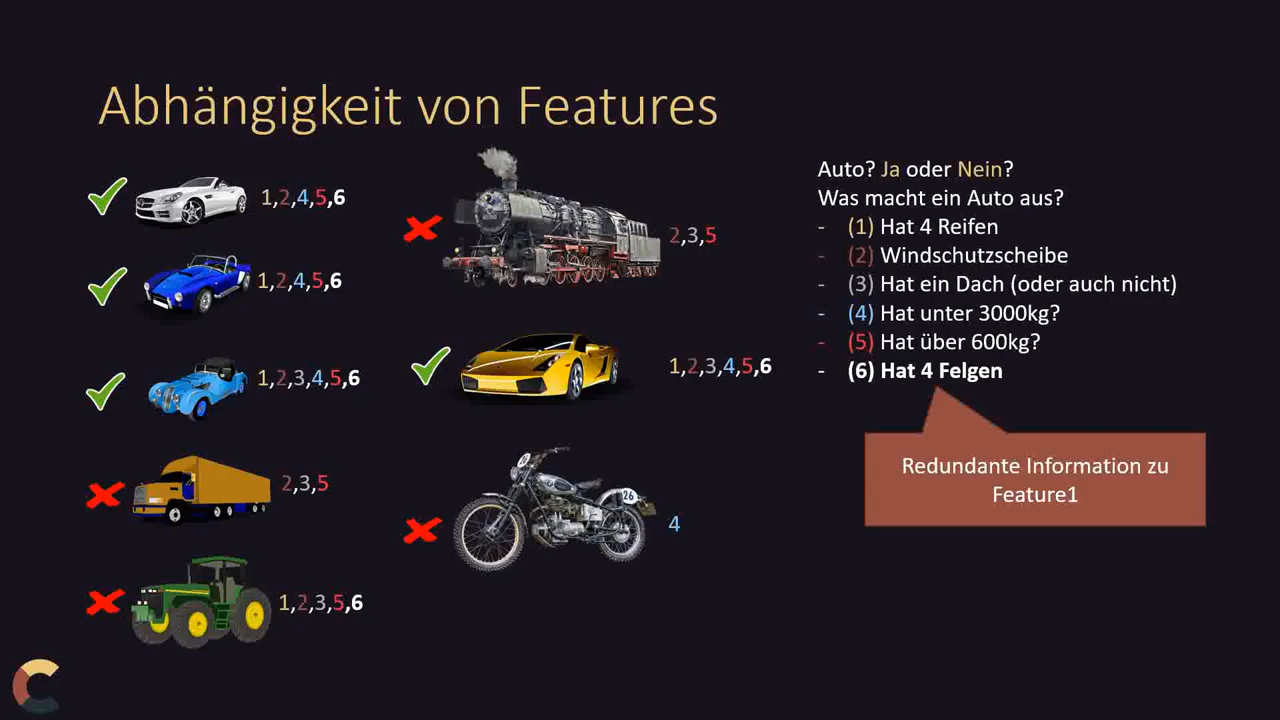 Abhängigkeit von Features
1,2,4,5,6
1,2,4,5,6
1,2,3,4,5,6
2,3,5
1,2,3,5,6
2,3,5
1,2,3,4,5,6
26
4
Auto? Ja oder Nein?
Was macht ein Auto aus?
- (1) Hat 4 Reifen
- (2) Windschutzscheibe
- (3) Hat ein Dach (oder auch nicht)
- (4) Hat unter 3000kg?
- (5) Hat über 600kg?
- (6) Hat 4 Felgen
Redundante Information zu
Feature1